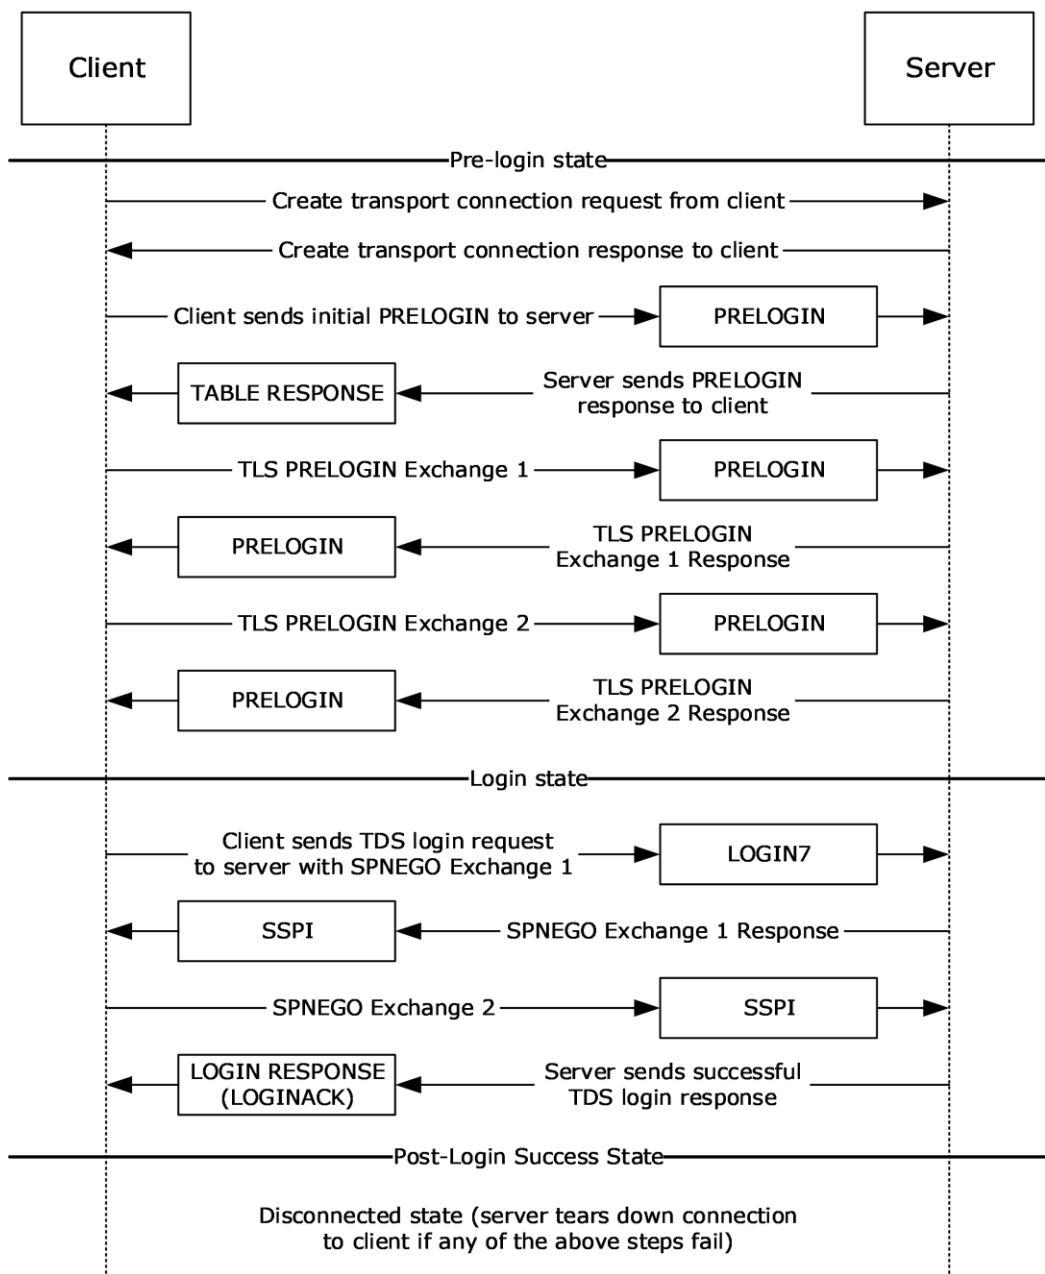 Client
Server
Pre-login state
Create transport connection request from client
Create transport connection response to client
Client sends initial PRELOGIN to server
PRELOGIN
TABLE RESPONSE
Server sends PRELOGIN
response to client
TLS PRELOGIN Exchange 1
PRELOGIN
PRELOGIN
TLS PRELOGIN
Exchange 1 Response
TLS PRELOGIN Exchange 2
PRELOGIN
PRELOGIN
TLS PRELOGIN
Exchange 2 Response
Login state
Client sends TDS login request
to server with SPNEGO Exchange 1
LOGIN7
SSPI
SPNEGO Exchange 1 Response
SPNEGO Exchange 2
SSPI
LOGIN RESPONSE
(LOGINACK)
Server sends successful
TDS login response
Post-Login Success State
Disconnected state (server tears down connection
to client if any of the above steps fail)